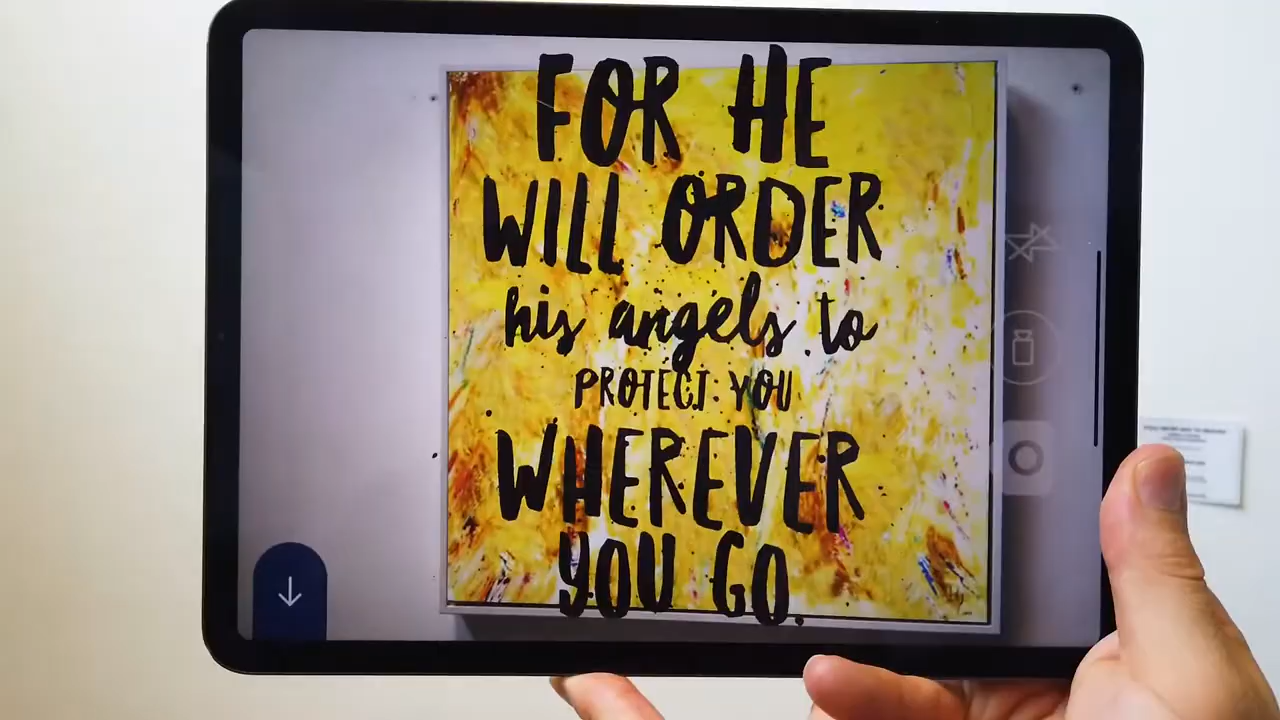 FOR HE
WILL ORDER
his angels to
PROTECT YOU
WHEREVER
YOU GO.